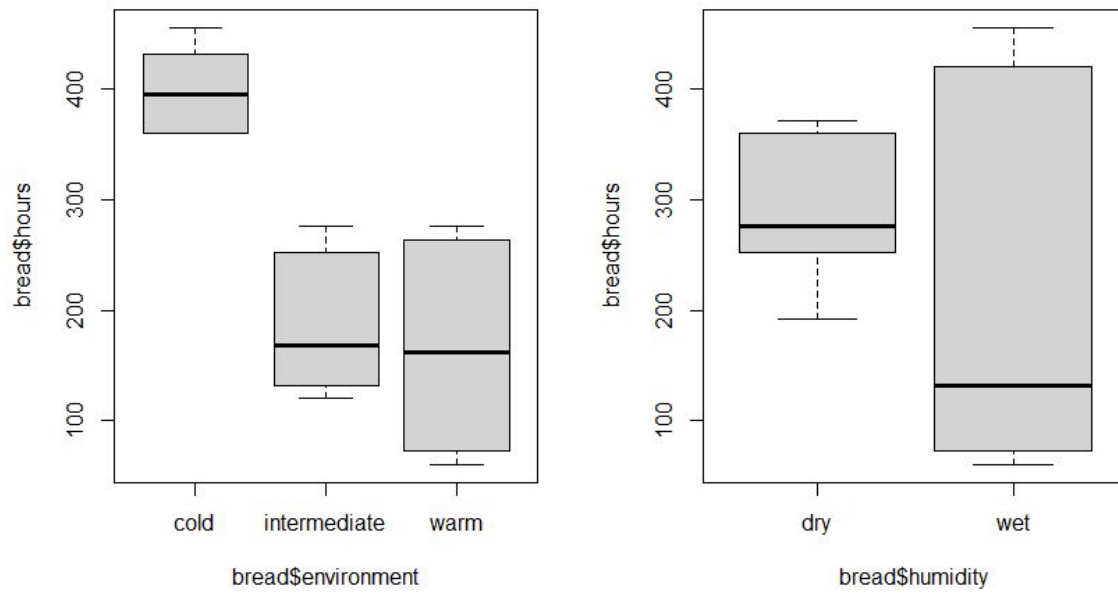 bread$hours
400
300
200
100
cold intermediate warm
bread$environment
bread$hours
400
300
200
100
dry wet
bread$humidity